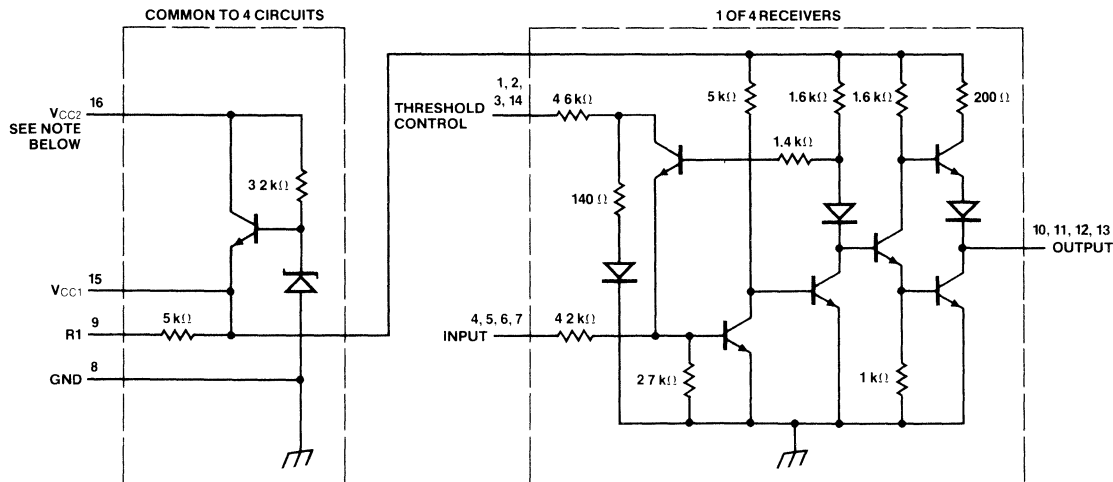 COMMON TO 4 CIRCUITS
1 OF 4 RECEIVERS
VCC2 16
SEE NOTE
BELOW
3 2 kΩ
VCC1 15
R1 9
5 kΩ
GND 8
THRESHOLD
CONTROL
1, 2,
3, 14
4 6 kΩ
5 kΩ
1.6 kΩ
1.6 kΩ
200 Ω
1.4 kΩ
140 Ω
10, 11, 12, 13
OUTPUT
INPUT
4, 5, 6, 7
4 2 kΩ
2 7 kΩ
1 kΩ